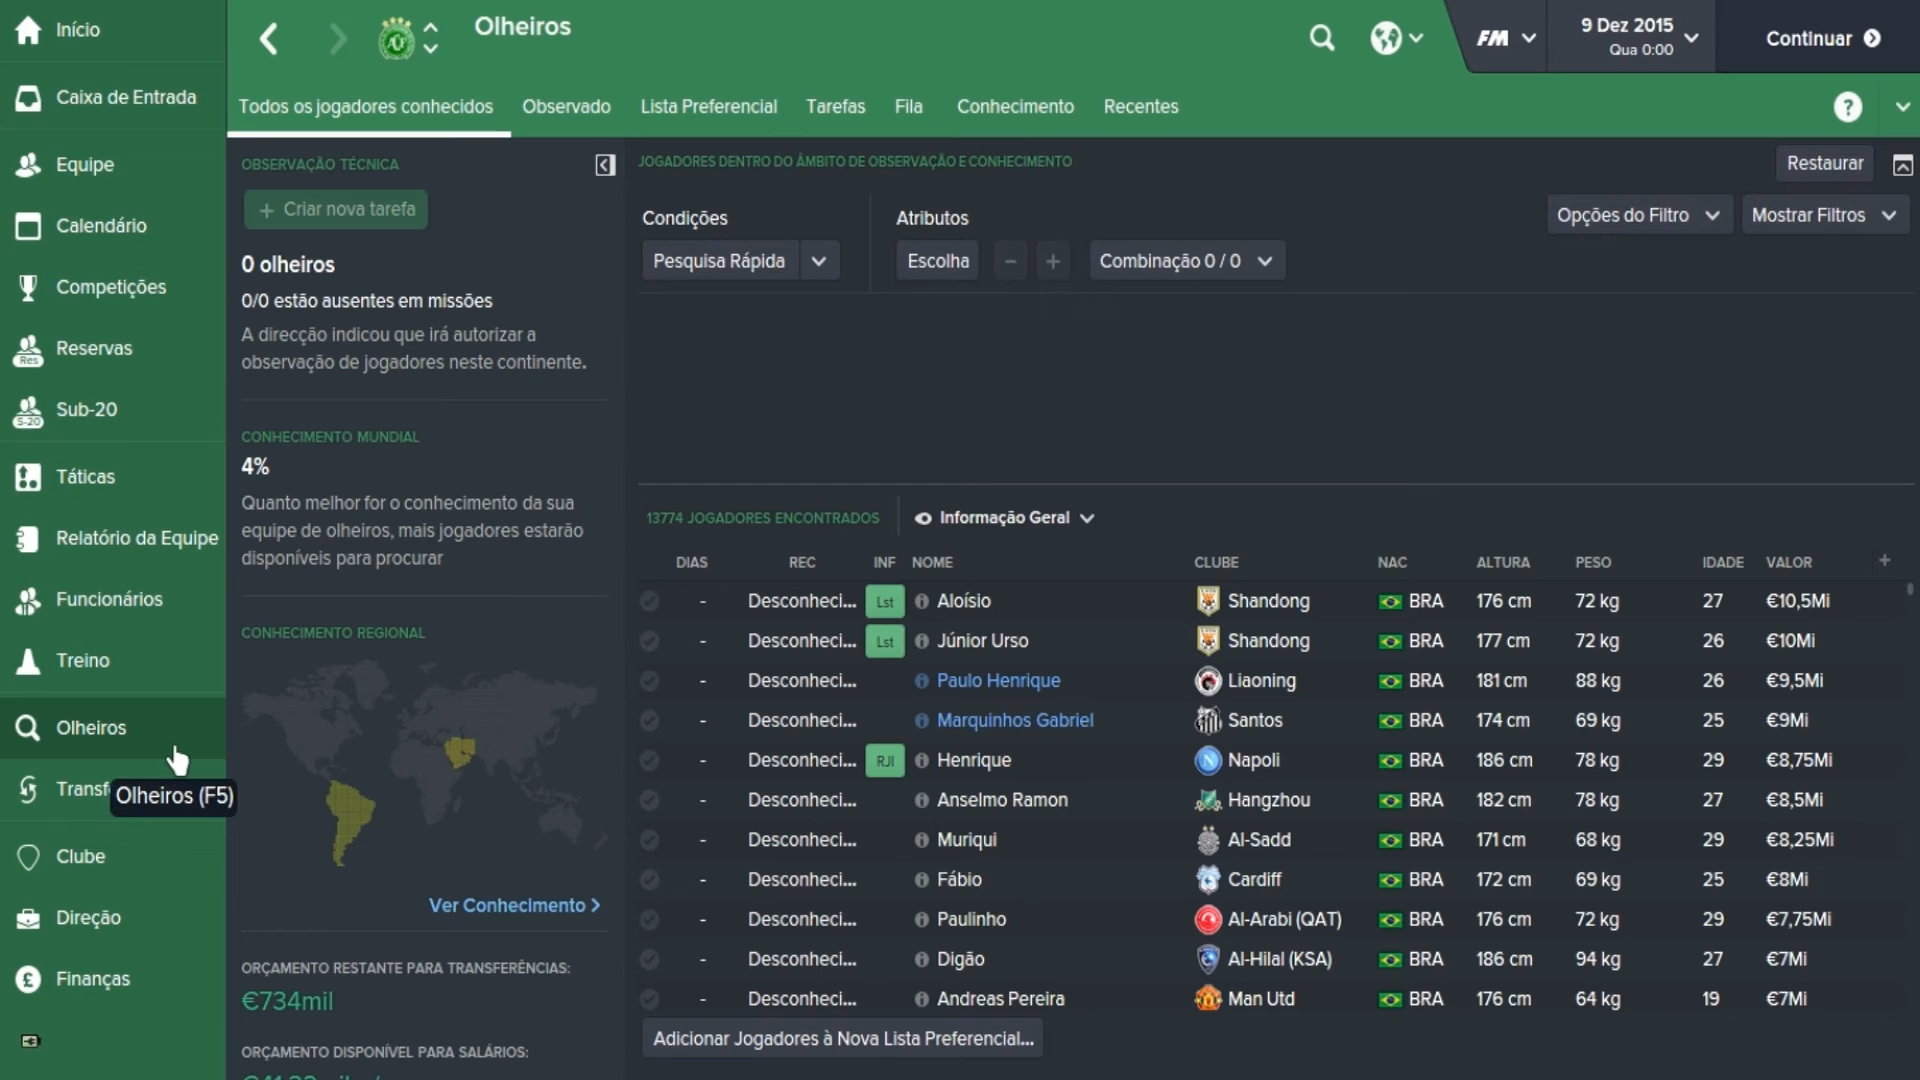 Início
Caixa de Entrada
Equipe
Calendário
Competições
Reservas
Res
Sub-20
S-20
Táticas
Relatório da Equipe
Funcionários
Treino
Olheiros
Transf
Olheiros (F5)
Clube
Direção
Finanças
Olheiros
FM
9 Dez 2015
Qua 0:00
Continuar
Todos os jogadores conhecidos Observado Lista Preferencial Tarefas Fila Conhecimento Recentes
?
OBSERVAÇÃO TÉCNICA
+ Criar nova tarefa
0 olheiros
0/0 estão ausentes em missões
A direcção indicou que irá autorizar a
observação de jogadores neste continente.
CONHECIMENTO MUNDIAL
4%
Quanto melhor for o conhecimento da sua
equipe de olheiros, mais jogadores estarão
disponíveis para procurar
CONHECIMENTO REGIONAL
Ver Conhecimento >
ORÇAMENTO RESTANTE PARA TRANSFERÊNCIAS:
€734mil
ORÇAMENTO DISPONÍVEL PARA SALÁRIOS:
JOGADORES DENTRO DO ÂMBITO DE OBSERVAÇÃO E CONHECIMENTO
Restaurar
Condições
Atributos
Opções do Filtro
Mostrar Filtros
Pesquisa Rápida
Escolha
- +
Combinação 0 / 0
13774 JOGADORES ENCONTRADOS
Informação Geral
DIAS REC INF NOME CLUBE NAC ALTURA PESO IDADE VALOR +
- Desconheci... Lst Aloísio Shandong BRA 176 cm 72 kg 27 €10,5Mi
- Desconheci... Lst Júnior Urso Shandong BRA 177 cm 72 kg 26 €10Mi
- Desconheci... Paulo Henrique Liaoning BRA 181 cm 88 kg 26 €9,5Mi
- Desconheci... Marquinhos Gabriel Santos BRA 174 cm 69 kg 25 €9Mi
- Desconheci... RJI Henrique Napoli BRA 186 cm 78 kg 29 €8,75Mi
- Desconheci... Anselmo Ramon Hangzhou BRA 182 cm 78 kg 27 €8,5Mi
- Desconheci... Muriqui Al-Sadd BRA 171 cm 68 kg 29 €8,25Mi
- Desconheci... Fábio Cardiff BRA 172 cm 69 kg 25 €8Mi
- Desconheci... Paulinho Al-Arabi (QAT) BRA 176 cm 72 kg 29 €7,75Mi
- Desconheci... Digão Al-Hilal (KSA) BRA 186 cm 94 kg 27 €7Mi
- Desconheci... Andreas Pereira Man Utd BRA 176 cm 64 kg 19 €7Mi
Adicionar Jogadores à Nova Lista Preferencial...